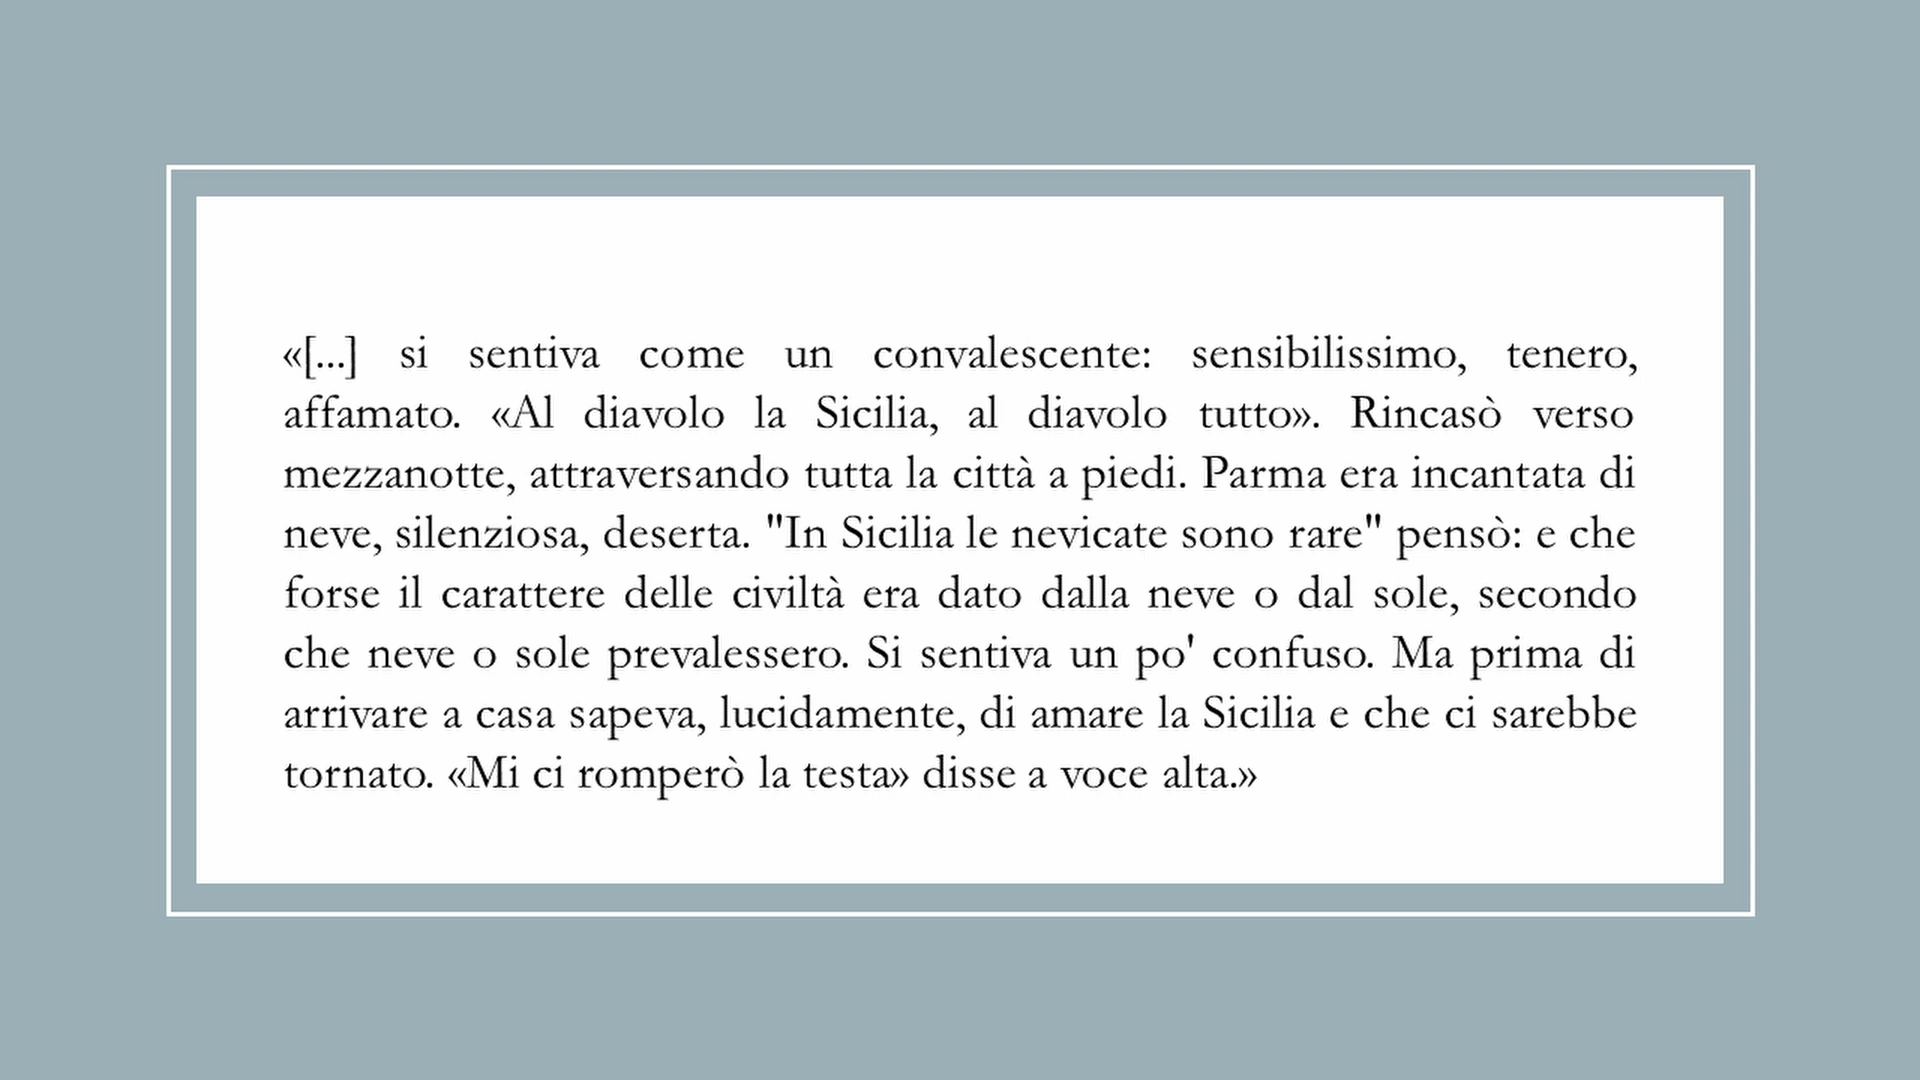 «[...] si sentiva come un convalescente: sensibilissimo, tenero,
affamato. «Al diavolo la Sicilia, al diavolo tutto». Rincasò verso
mezzanotte, attraversando tutta la città a piedi. Parma era incantata di
neve, silenziosa, deserta. "In Sicilia le nevicate sono rare" pensò: e che
forse il carattere delle civiltà era dato dalla neve o dal sole, secondo
che neve o sole prevalessero. Si sentiva un po' confuso. Ma prima di
arrivare a casa sapeva, lucidamente, di amare la Sicilia e che ci sarebbe
tornato. «Mi ci romperò la testa» disse a voce alta.»